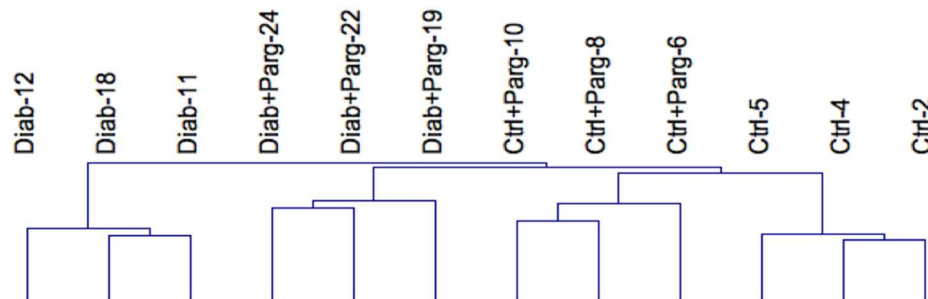 Diab-12
Diab-18
Diab-11
Diab+Parg-24
Diab+Parg-22
Diab+Parg-19
Ctrl+Parg-10
Ctrl+Parg-8
Ctrl+Parg-6
Ctrl-5
Ctrl-4
Ctrl-2